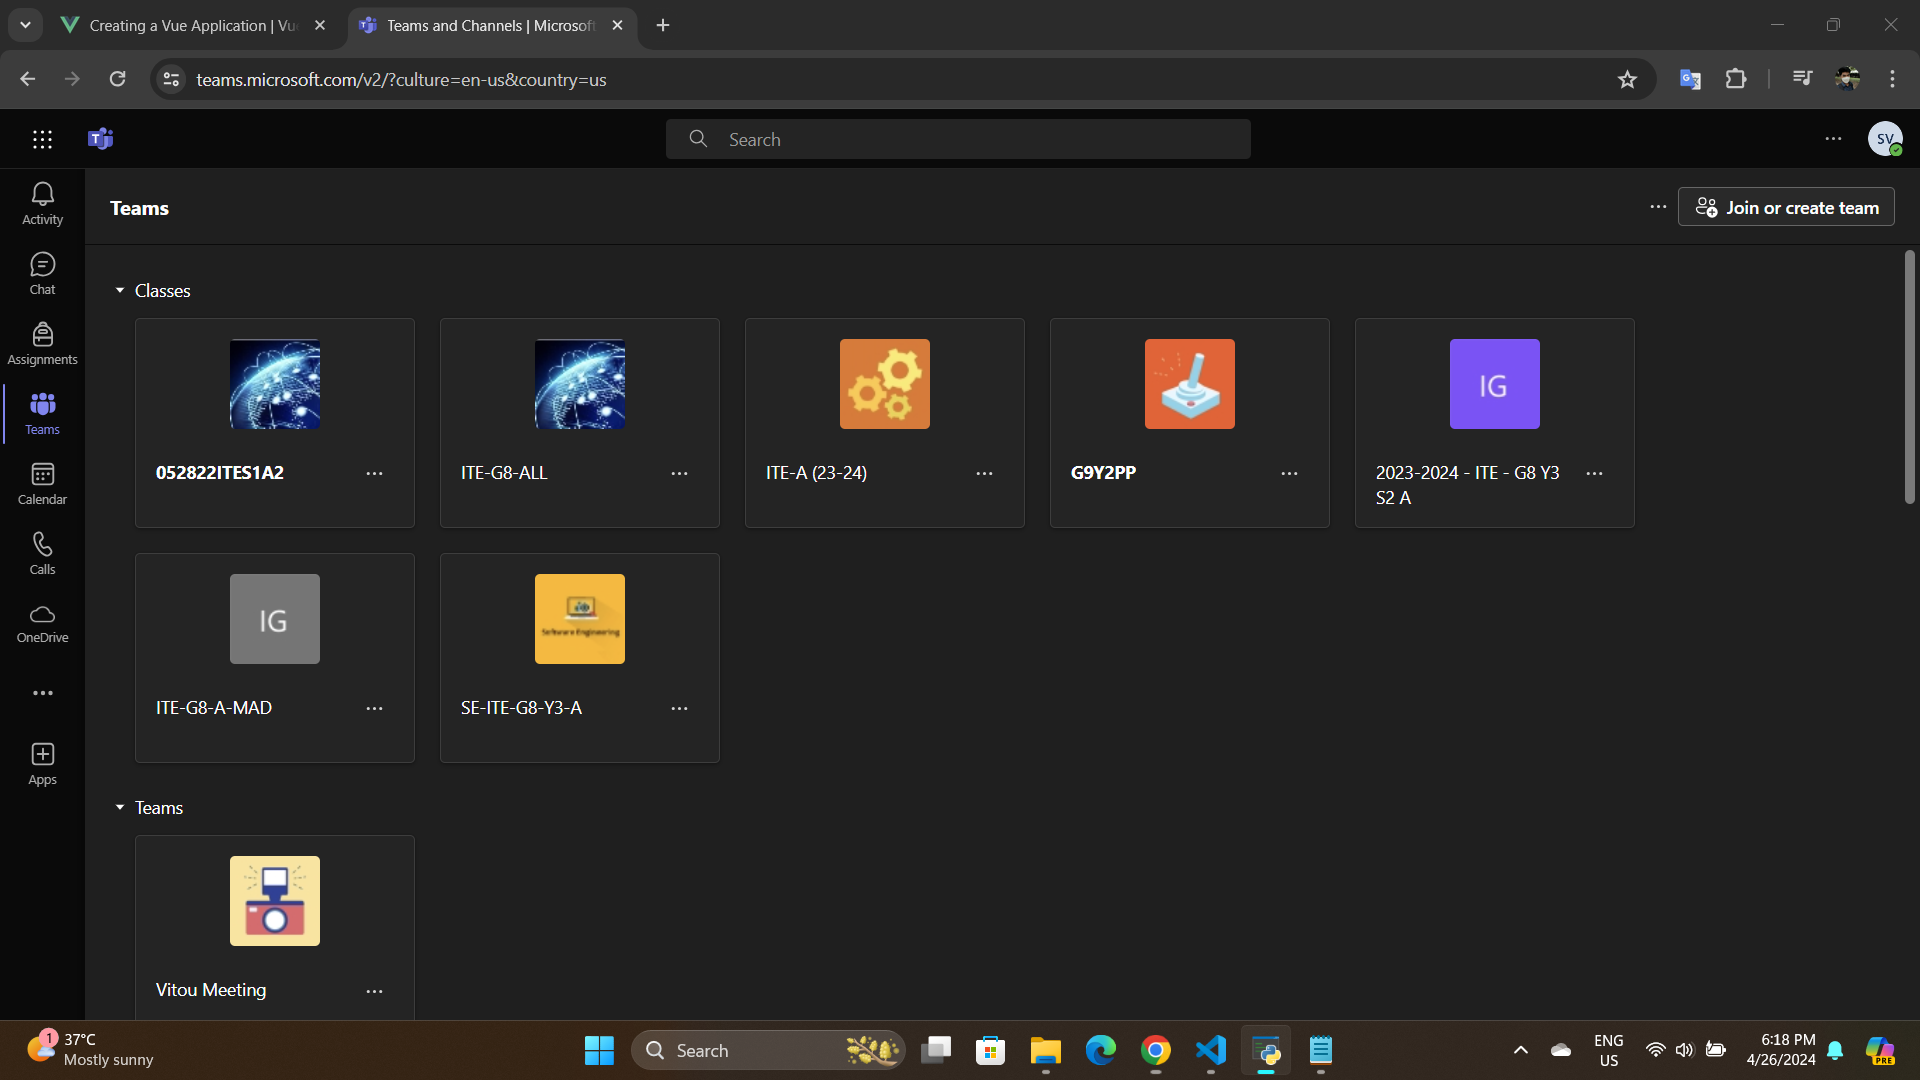 Creating a Vue Application | Vu
Teams and Channels | Microsoft
teams.microsoft.com/v2/?culture=en-us&country=us
T
Search
SV
Activity
Chat
Assignments
Teams
Calendar
Calls
OneDrive
Apps
Teams
Join or create team
Classes
052822ITES1A2
ITE-G8-ALL
ITE-A (23-24)
G9Y2PP
IG
2023-2024 - ITE - G8 Y3
S2 A
IG
ITE-G8-A-MAD
Software Engineering
SE-ITE-G8-Y3-A
Teams
Vitou Meeting
1
37°C
Mostly sunny
Search
ENG
US
6:18 PM
4/26/2024
PRE